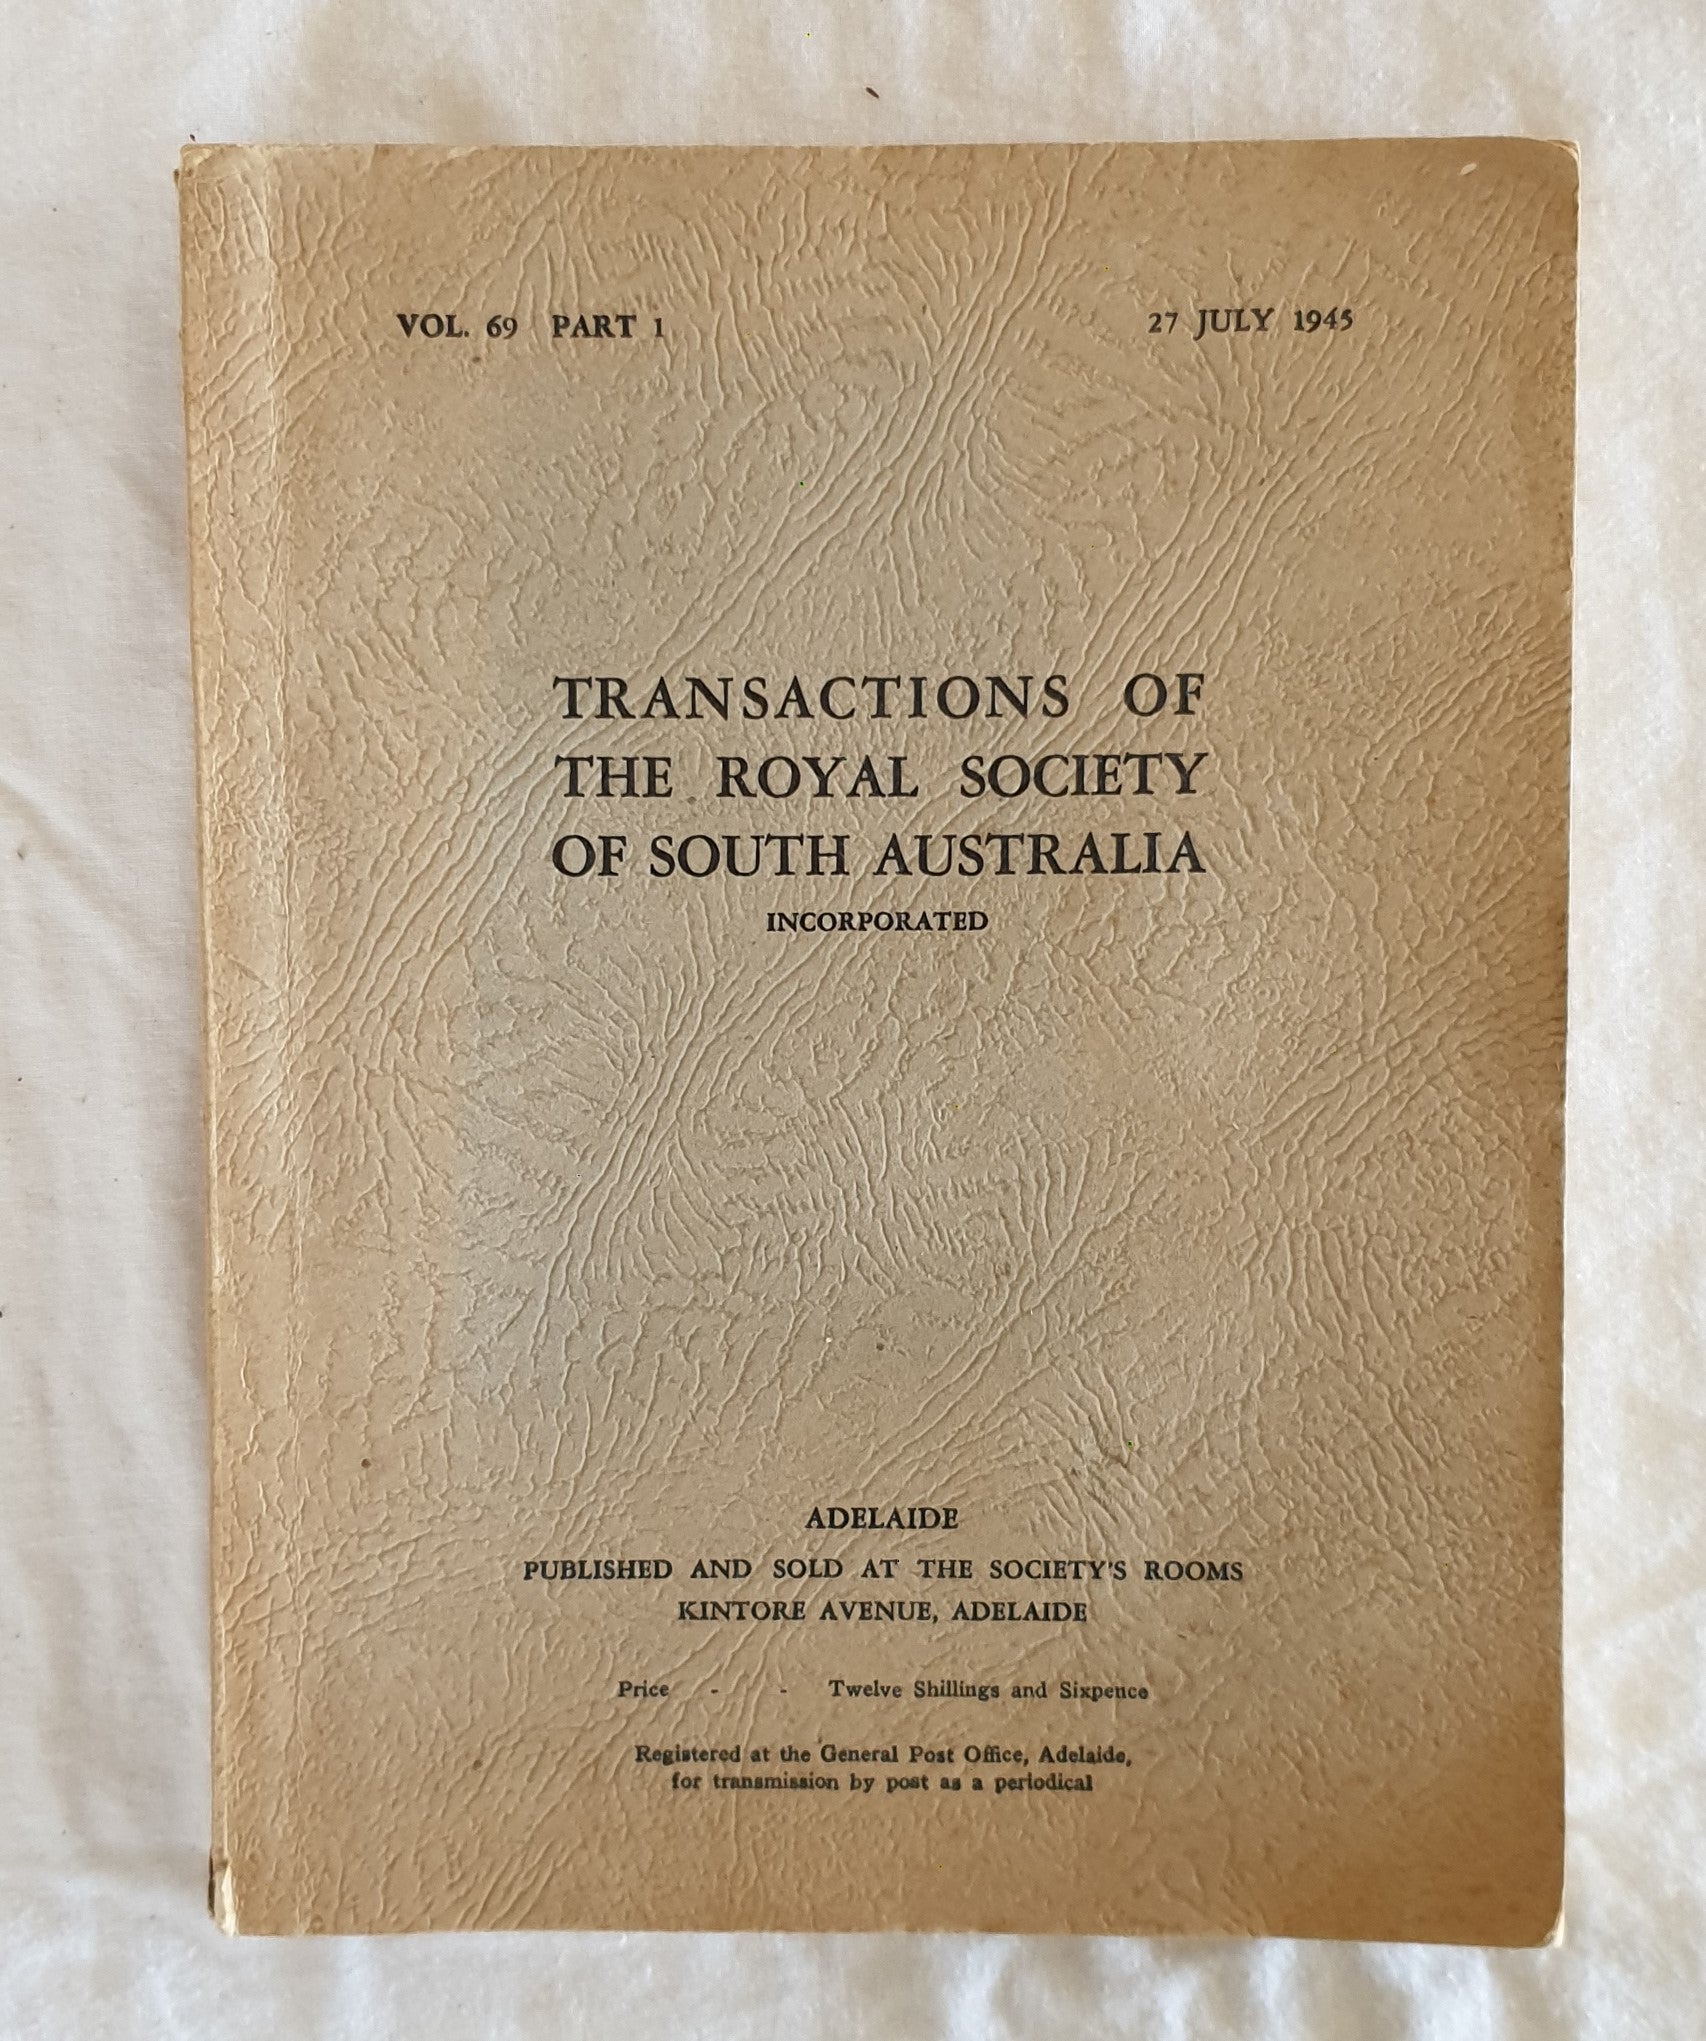 VOL. 69 PART 1
27 JULY 1945
TRANSACTIONS OF
THE ROYAL SOCIETY
OF SOUTH AUSTRALIA
INCORPORATED
ADELAIDE
PUBLISHED AND SOLD AT THE SOCIETY'S ROOMS
KINTORE AVENUE, ADELAIDE
Price - - Twelve Shillings and Sixpence
Registered at the General Post Office, Adelaide,
for transmission by post as a periodical